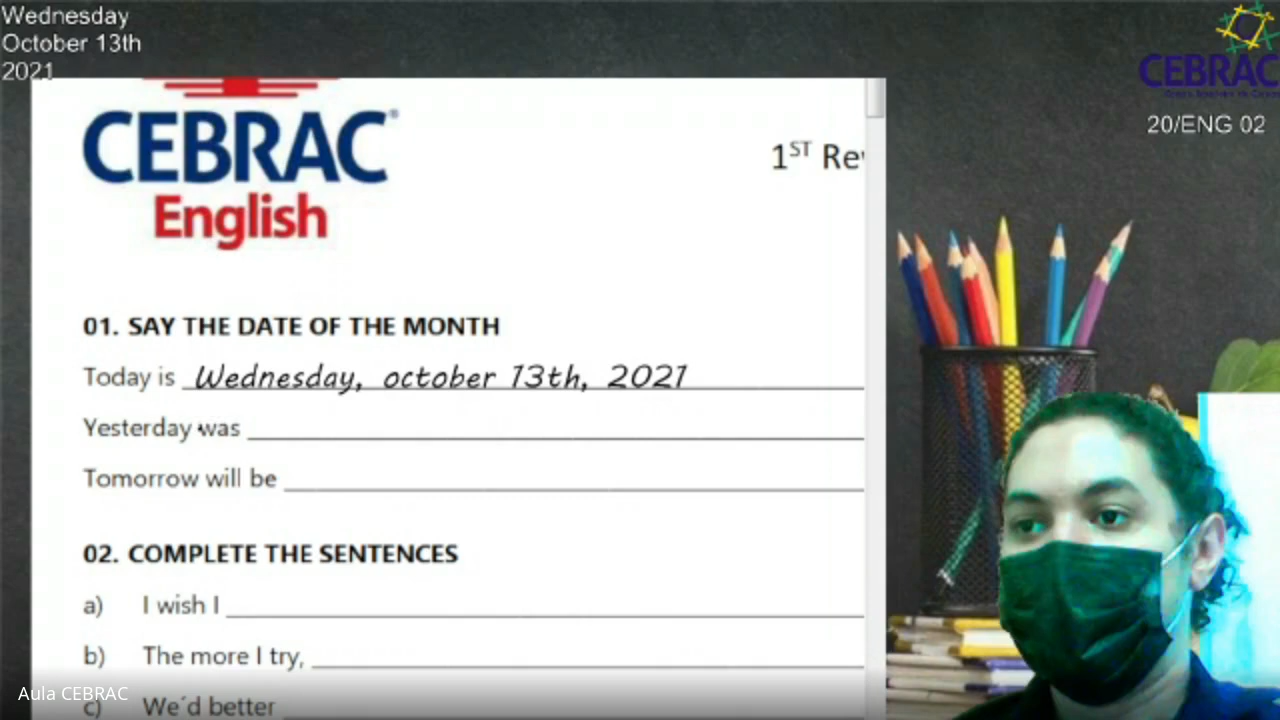 Wednesday
October 13th
2021
CEBRAC
20/ENG 02
CEBRAC®
English
1ST
01. SAY THE DATE OF THE MONTH
Today is Wednesday, october 13th, 2021
Yesterday was
Tomorrow will be
02. COMPLETE THE SENTENCES
a) I wish I
b) The more I try,
c) We´d better
Aula CEBRAC